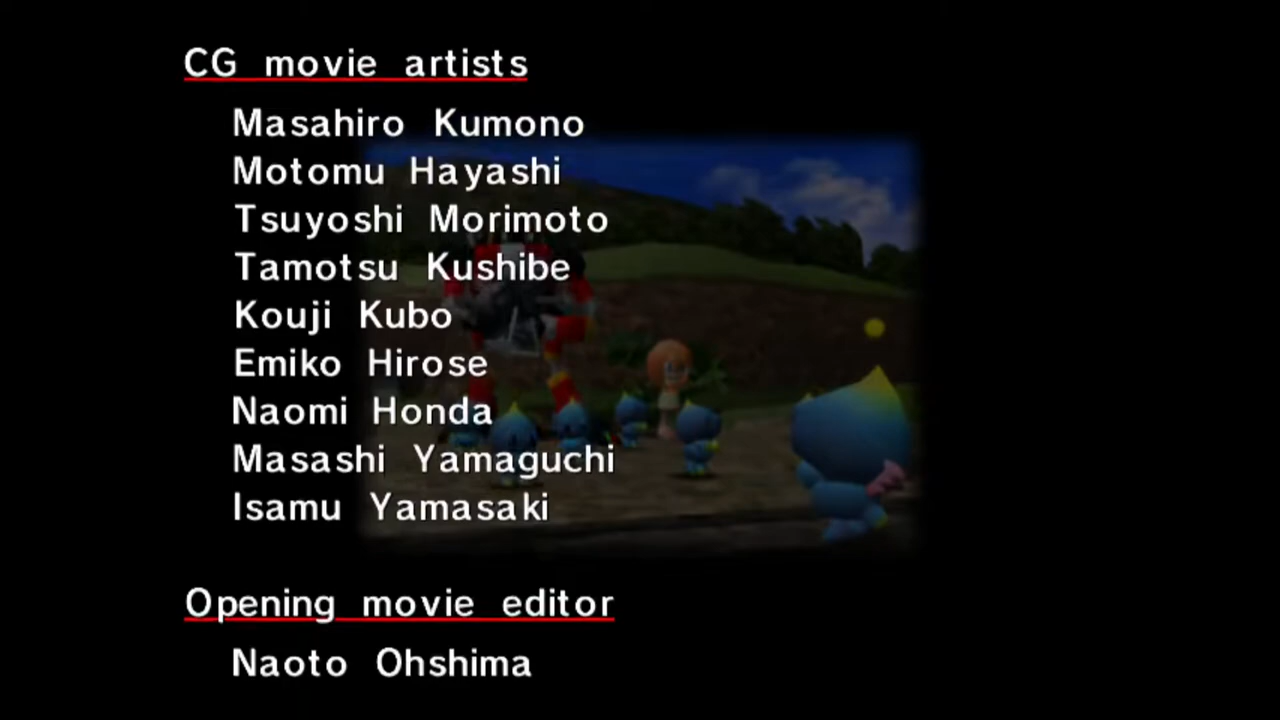 CG movie artists
Masahiro Kumono
Motomu Hayashi
Tsuyoshi Morimoto
Tamotsu Kushibe
Kouji Kubo
Emiko Hirose
Naomi Honda
Masashi Yamaguchi
Isamu Yamasaki
Opening movie editor
Naoto Ohshima